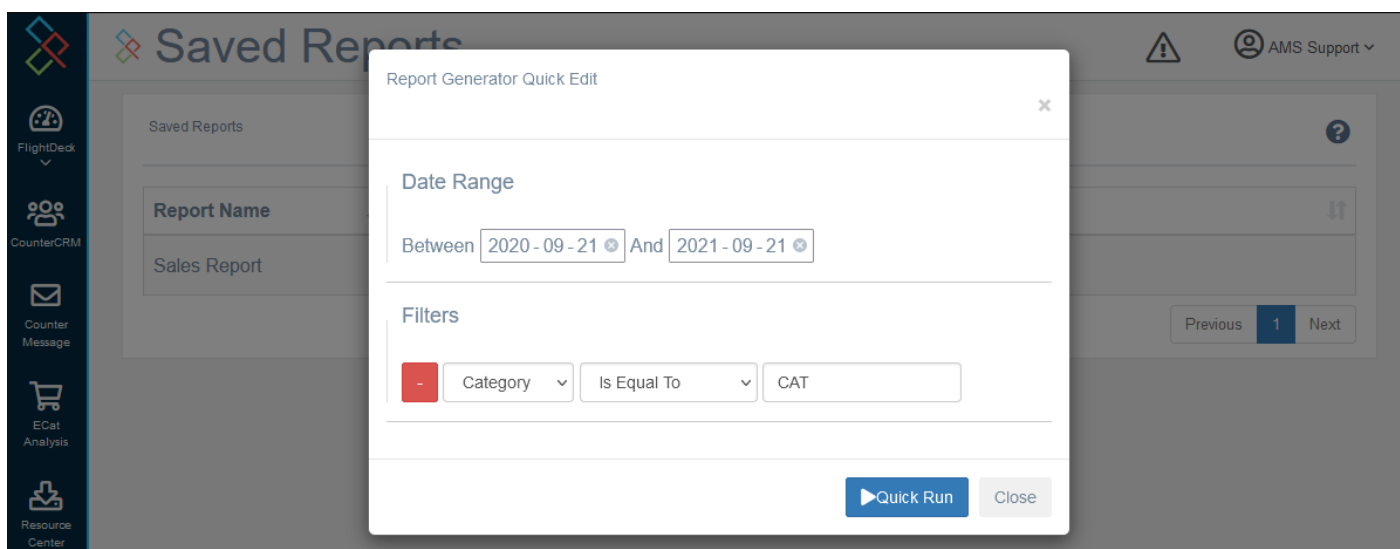 Saved Reports
AMS Support
Report Generator Quick Edit
×
FlightDeck
Saved Reports
Date Range
Report Name
CounterCRM
Between 2020-09-21 And 2021-09-21
Sales Report
Filters
Counter
Message
Previous 1 Next
- Category Is Equal To CAT
ECat
Analysis
Quick Run Close
Resource
Center